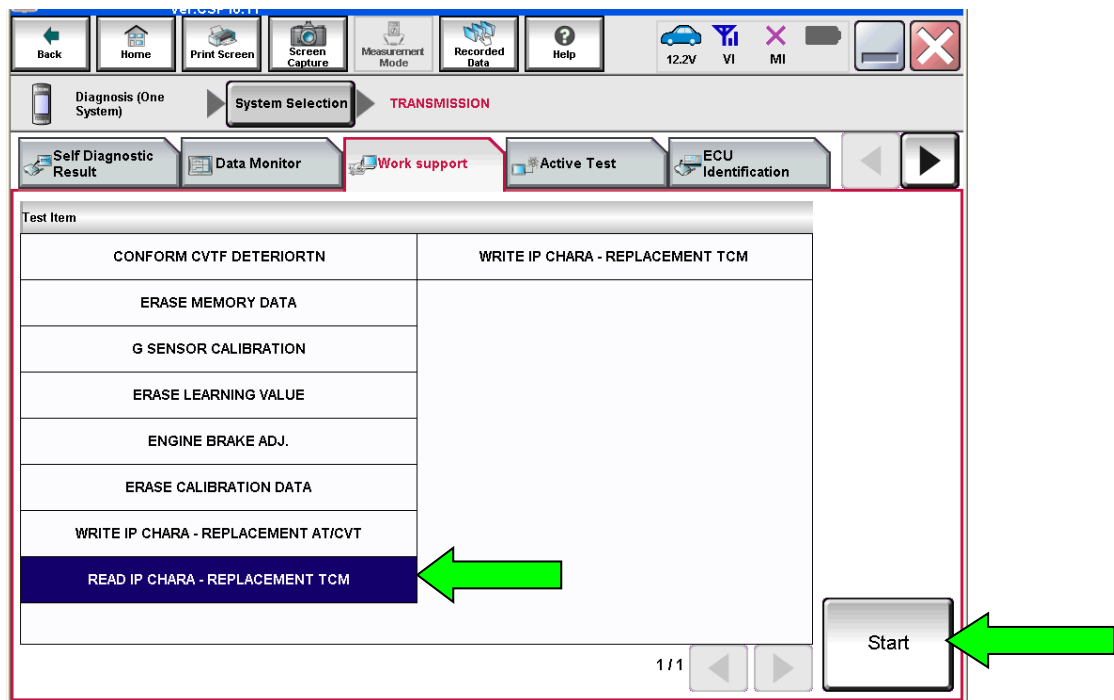 Back
Home
Print Screen
Screen
Capture
Measurement
Mode
Recorded
Data
Help
12.2V
VI
MI
Diagnosis (One
System)
System Selection
TRANSMISSION
Self Diagnostic
Result
Data Monitor
Work support
Active Test
ECU
Identification
Test Item
CONFORM CVTF DETERIORTN
WRITE IP CHARA - REPLACEMENT TCM
ERASE MEMORY DATA
G SENSOR CALIBRATION
ERASE LEARNING VALUE
ENGINE BRAKE ADJ.
ERASE CALIBRATION DATA
WRITE IP CHARA - REPLACEMENT AT/CVT
READ IP CHARA - REPLACEMENT TCM
Start
1/1